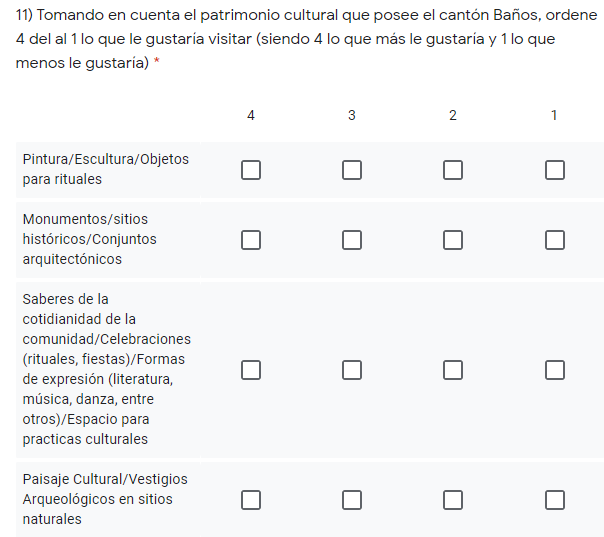 11) Tomando en cuenta el patrimonio cultural que posee el cantón Baños, ordene
4 del al 1 lo que le gustaría visitar (siendo 4 lo que más le gustaría y 1 lo que
menos le gustaría) *
4 3 2 1
Pintura/Escultura/Objetos
para rituales
Monumentos/sitios
históricos/Conjuntos
arquitectónicos
Saberes de la
cotidianidad de la
comunidad/Celebraciones
(rituales, fiestas)/Formas
de expresión (literatura,
música, danza, entre
otros)/Espacio para
practicas culturales
Paisaje Cultural/Vestigios
Arqueológicos en sitios
naturales